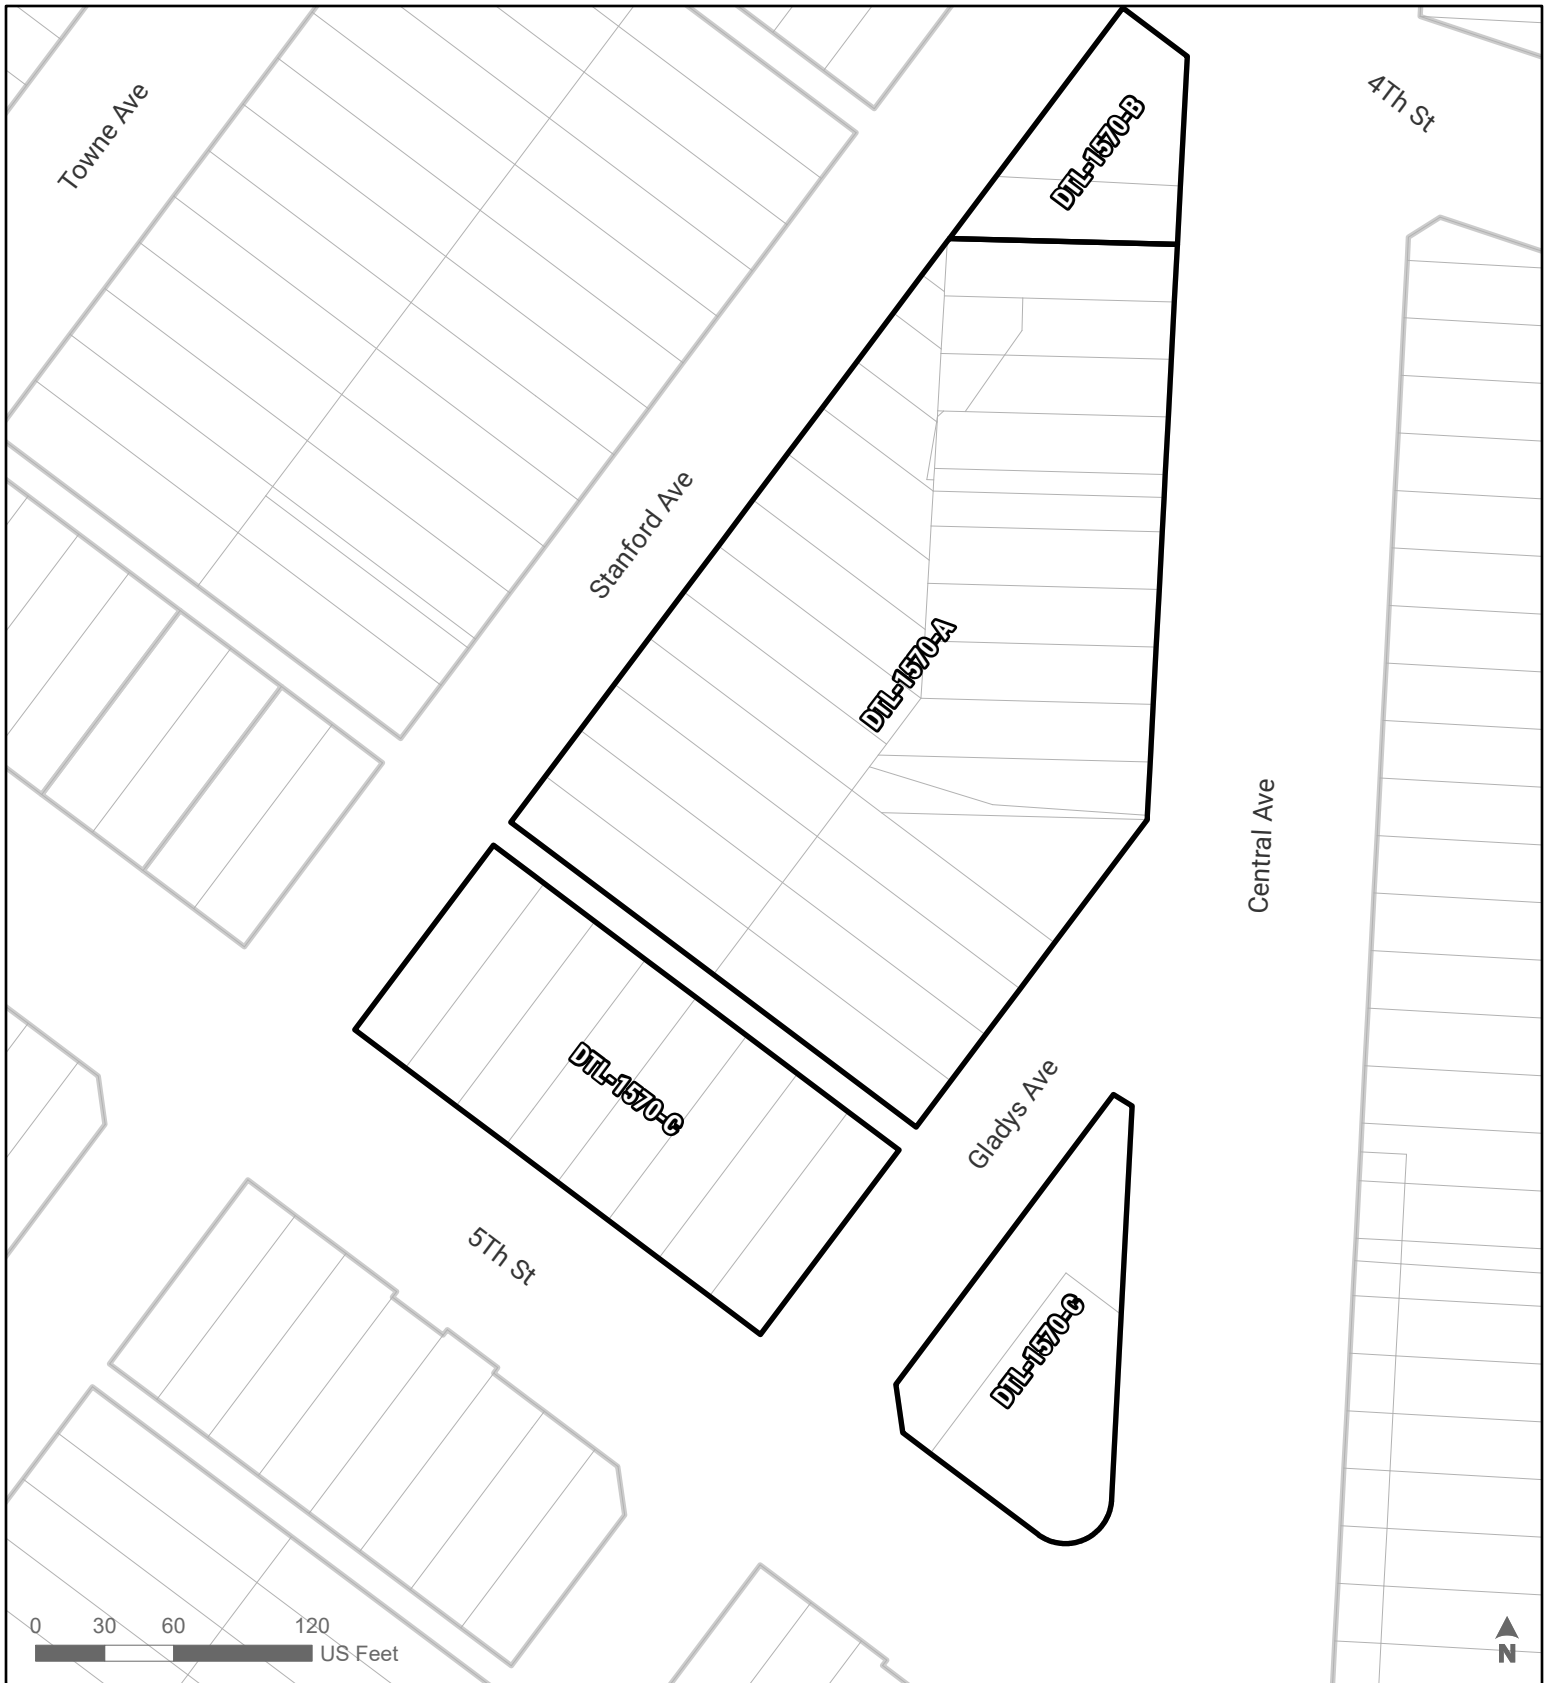 Towne Ave
4Th St
DTL-1570-B
Stanford Ave
DTL-1570-A
Central Ave
DTL-1570-C
Gladys Ave
5Th St
DTL-1570-C
0 30 60 120
US Feet
N